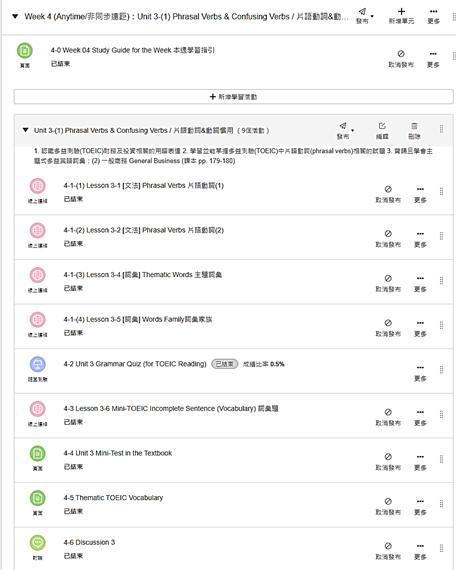 Week 4 (Anytime/非同步遠距)：Unit 3-(1) Phrasal Verbs & Confusing Verbs / 片語動詞&動...
發布
新增單元
更多
4-0 Week 04 Study Guide for the Week 本週學習指引
頁面
已結束
取消發布
更多
新增學習活動
Unit 3-(1) Phrasal Verbs & Confusing Verbs / 片語動詞&動詞慣用（9個活動）
發布
編輯
刪除
1. 認識多益測驗(TOEIC)財務及投資相關的用語表達 2. 學習並能掌握多益測驗(TOEIC)中片語動詞(phrasal verbs)相關的試題 3. 背誦且學會主
題式多益英語詞彙：(2) 一般商務 General Business (課本 pp. 179-180)
4-1-(1) Lesson 3-1 [文法] Phrasal Verbs 片語動詞(1)
線上連結
已結束
取消發布
更多
4-1-(2) Lesson 3-2 [文法] Phrasal Verbs 片語動詞(2)
線上連結
已結束
取消發布
更多
4-1-(3) Lesson 3-4 [詞彙] Thematic Words 主題詞彙
線上連結
已結束
取消發布
更多
4-1-(4) Lesson 3-5 [詞彙] Words Family詞彙家族
線上連結
已結束
取消發布
更多
4-2 Unit 3 Grammar Quiz (for TOEIC Reading) 已結束 成績比率 0.5%
測驗
更多
4-3 Lesson 3-6 Mini-TOEIC Incomplete Sentence (Vocabulary) 詞彙題
線上連結
已結束
取消發布
更多
4-4 Unit 3 Mini-Test in the Textbook
頁面
已結束
取消發布
更多
4-5 Thematic TOEIC Vocabulary
頁面
已結束
取消發布
更多
4-6 Discussion 3
討論
已結束
取消發布
更多